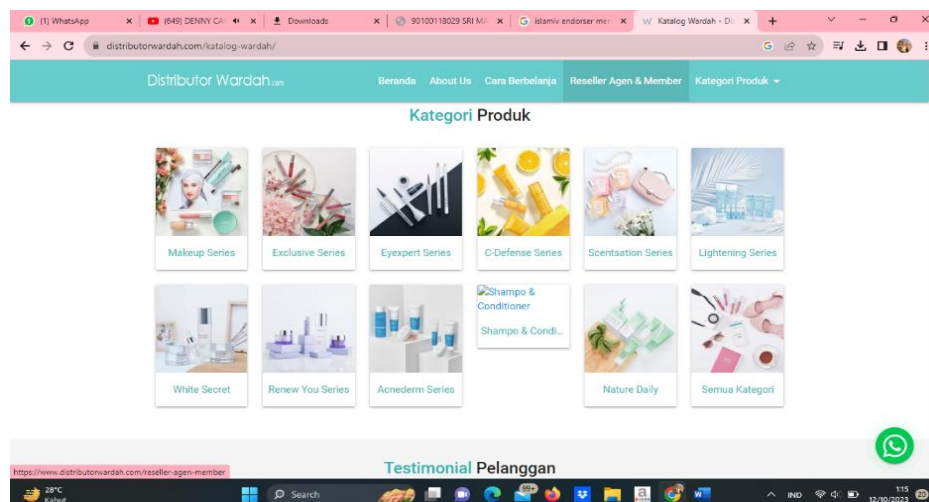 (1) WhatsApp
(649) DENNY CA
Downloads
90100118029 SRI MA
islamiv endorser mer
Katalog Wardah - Di
distributorwardah.com/katalog-wardah/
Distributor Wardah.com
Beranda About Us Cara Berbelanja Reseller Agen & Member Kategori Produk
Kategori Produk
Makeup Series
Exclusive Series
Eyexpert Series
C-Defense Series
Scentsation Series
Lightening Series
White Secret
Renew You Series
Acnederm Series
Shampo &
Conditioner
Shampo & Condi...
Nature Daily
Semua Kategori
Testimonial Pelanggan
https://www.distributorwardah.com/reseller-agen-member
28°C
Kabut
Search
99+
IND
1:15
12/10/2023